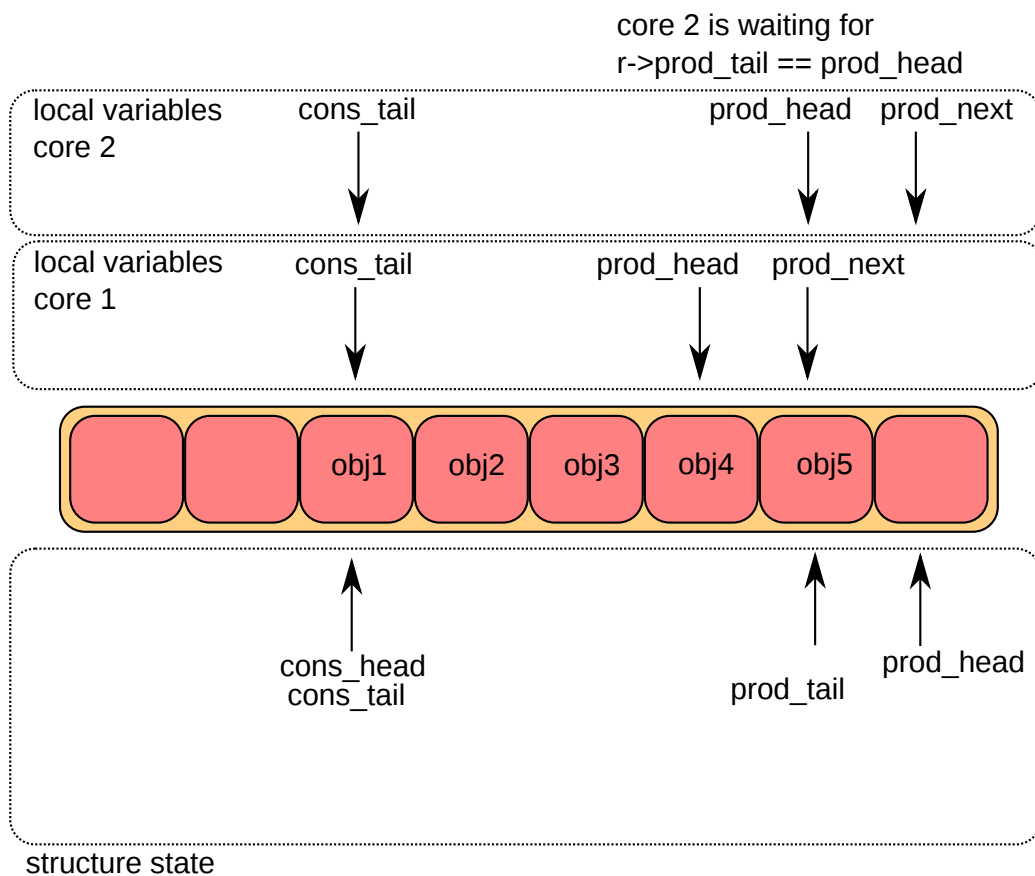 core 2 is waiting for
r->prod_tail == prod_head
local variables
core 2
cons_tail
prod_head
prod_next
local variables
core 1
cons_tail
prod_head
prod_next
obj1
obj2
obj3
obj4
obj5
cons_head
cons_tail
prod_tail
prod_head
structure state